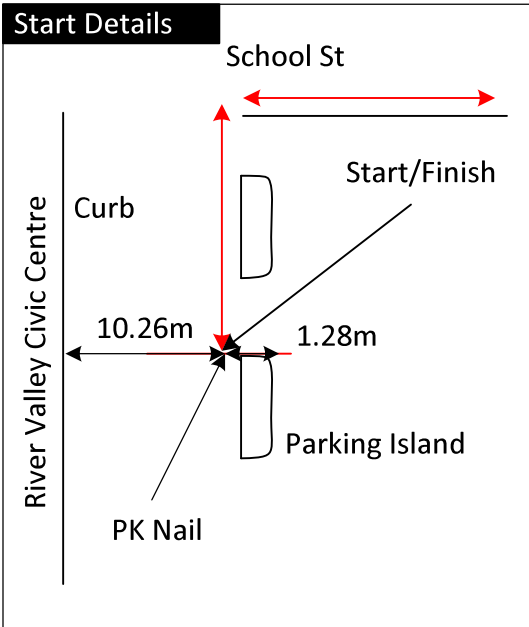 Start Details
School St
Start/Finish
Curb
River Valley Civic Centre
10.26m
1.28m
Parking Island
PK Nail